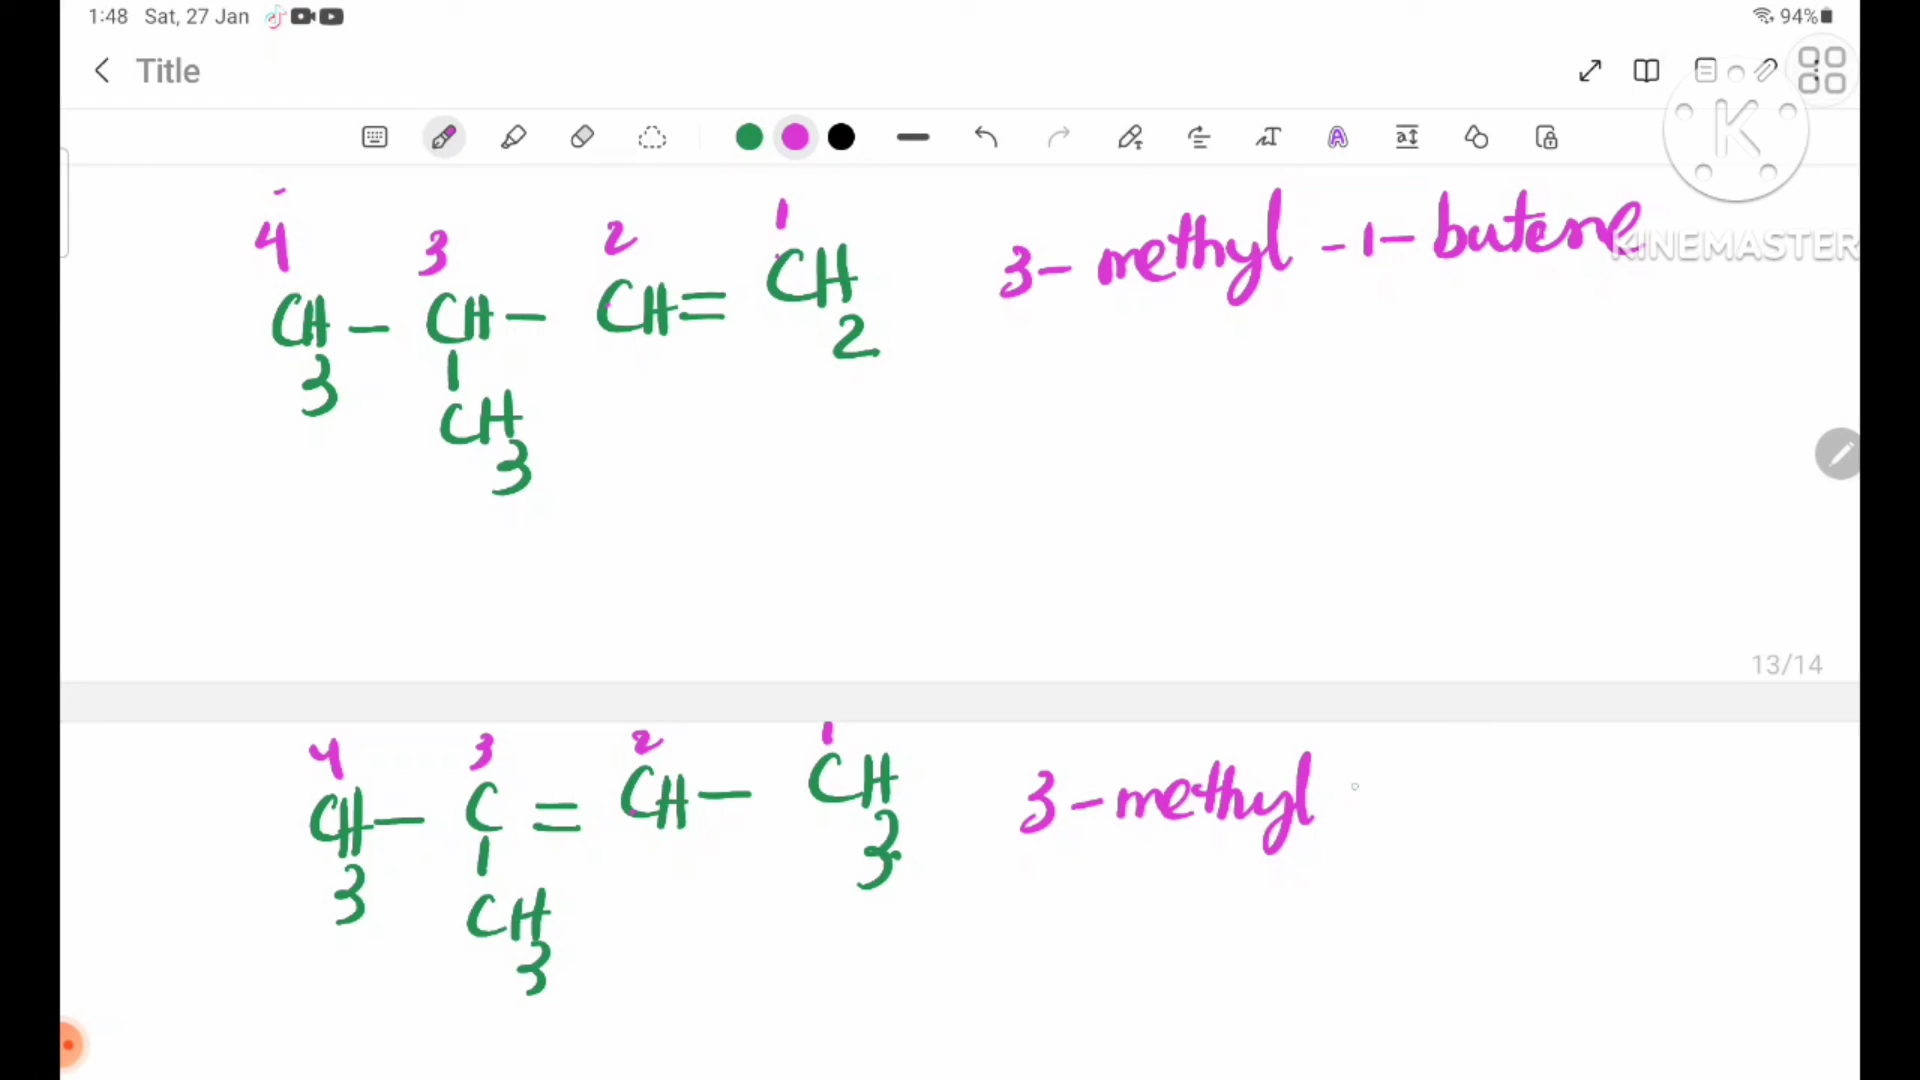 1:48 Sat, 27 Jan 94%
Title
K
KINEMASTER
4 3 2 1
3- methyl -1- butene
CH3 - CH - CH = CH2
CH3
13/14
4 3 2 1
CH3 - C = CH - CH3
3 - methyl
CH3